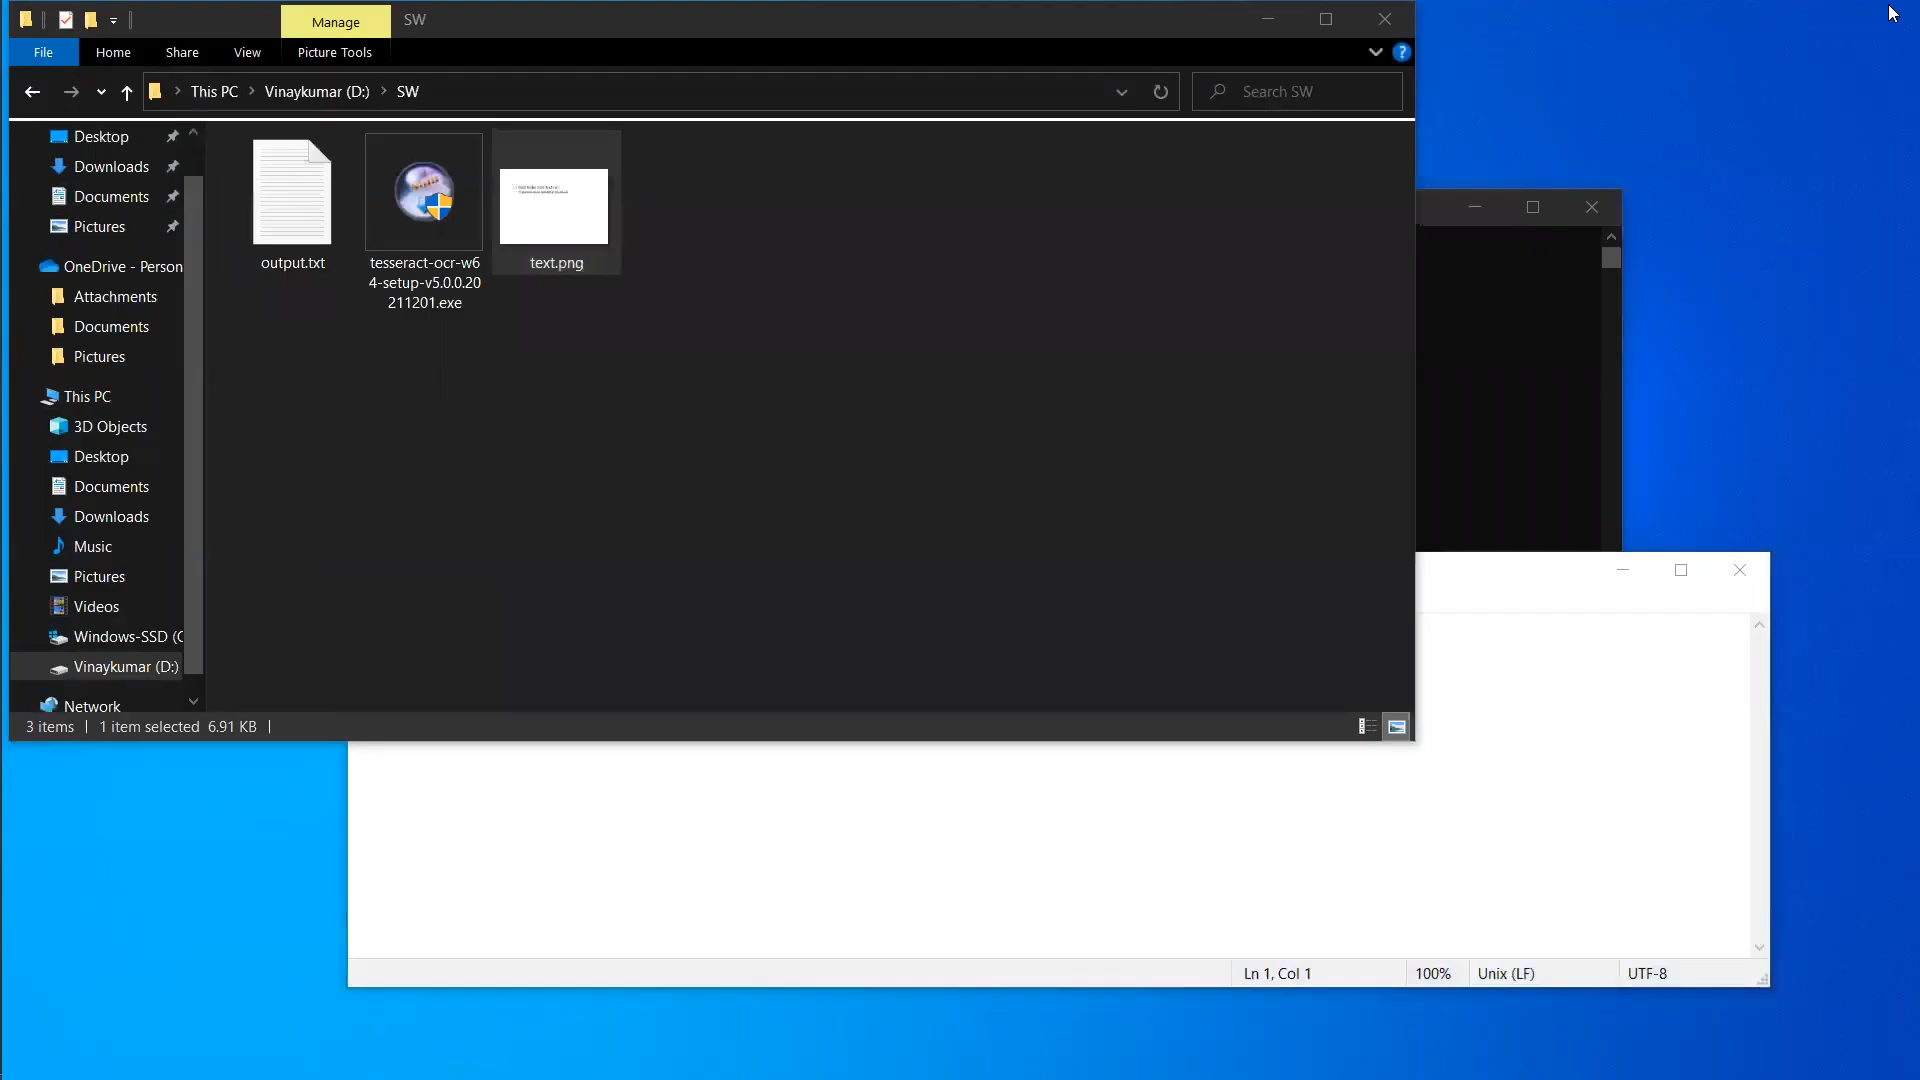 Manage
SW
File
Home
Share
View
Picture Tools
This PC
Vinaykumar (D:)
SW
Search SW
Desktop
Downloads
Documents
Pictures
OneDrive - Person
Attachments
Documents
Pictures
This PC
3D Objects
Desktop
Documents
Downloads
Music
Pictures
Videos
Windows-SSD (C
Vinaykumar (D:)
Network
output.txt
tesseract-ocr-w6
4-setup-v5.0.0.20
211201.exe
text.png
3 items
1 item selected 6.91 KB
Ln 1, Col 1
100%
Unix (LF)
UTF-8